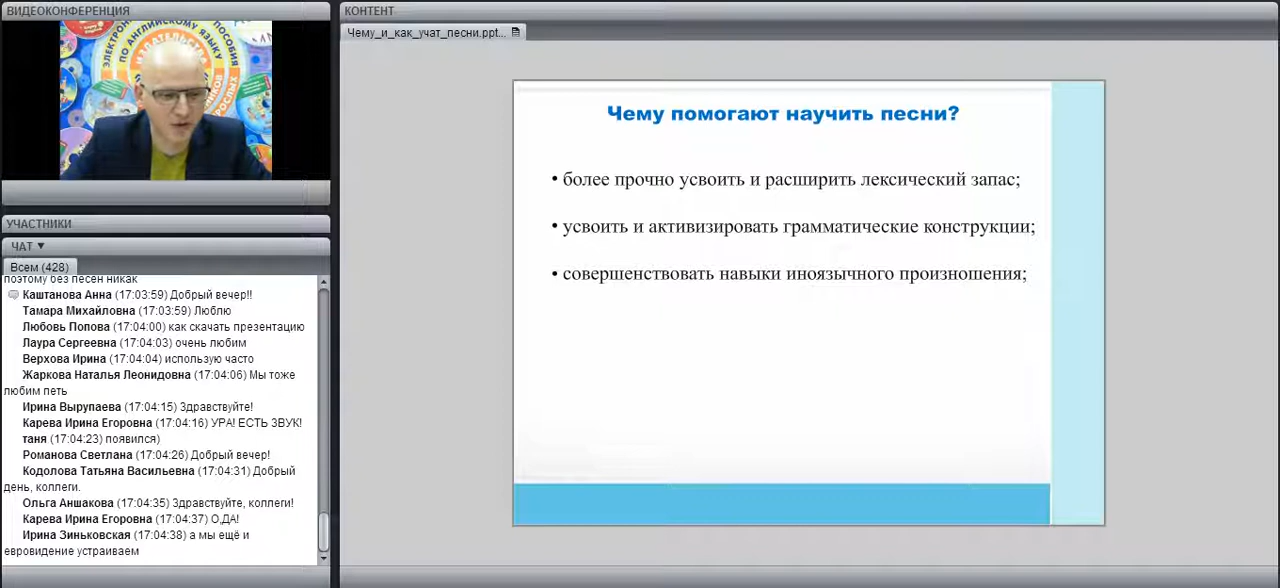 ВИДЕОКОНФЕРЕНЦИЯ
ЭЛЕКТРОН
ПОСОБИЯ
ПО АНГЛИЙСКОМУ ЯЗЫКУ
ИЗДАТЕЛЬСТВА
УЧАСТНИКИ
ЧАТ ▼
Всем (428)
поэтому без песен никак
Каштанова Анна (17:03:59) Добрый вечер!!
Тамара Михайловна (17:03:59) Люблю
Любовь Попова (17:04:00) как скачать презентацию
Лаура Сергеевна (17:04:03) очень любим
Верхова Ирина (17:04:04) использую часто
Жаркова Наталья Леонидовна (17:04:06) Мы тоже
любим петь
Ирина Вырупаева (17:04:15) Здравствуйте!
Карева Ирина Егоровна (17:04:16) УРА! ЕСТЬ ЗВУК!
таня (17:04:23) появился)
Романова Светлана (17:04:26) Добрый вечер!
Кодолова Татьяна Васильевна (17:04:31) Добрый
день, коллеги.
Ольга Аншакова (17:04:35) Здравствуйте, коллеги!
Карева Ирина Егоровна (17:04:37) О,ДА!
Ирина Зиньковская (17:04:38) а мы ещё и
евровидение устраиваем
КОНТЕНТ
Чему_и_как_учат_песни.ppt...
Чему помогают научить песни?
• более прочно усвоить и расширить лексический запас;
• усвоить и активизировать грамматические конструкции;
• совершенствовать навыки иноязычного произношения;